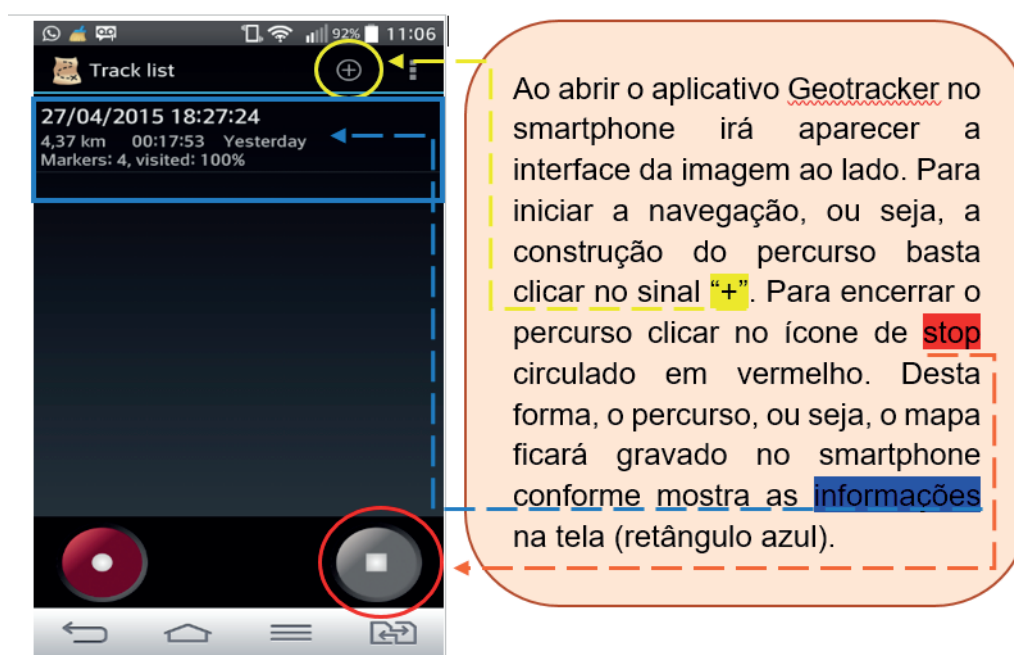 92% 11:06
Track list
27/04/2015 18:27:24
4,37 km 00:17:53 Yesterday
Markers: 4, visited: 100%
Ao abrir o aplicativo Geotracker no
smartphone irá aparecer a
interface da imagem ao lado. Para
iniciar a navegação, ou seja, a
construção do percurso basta
clicar no sinal “+”. Para encerrar o
percurso clicar no ícone de stop
circulado em vermelho. Desta
forma, o percurso, ou seja, o mapa
ficará gravado no smartphone
conforme mostra as informações
na tela (retângulo azul).